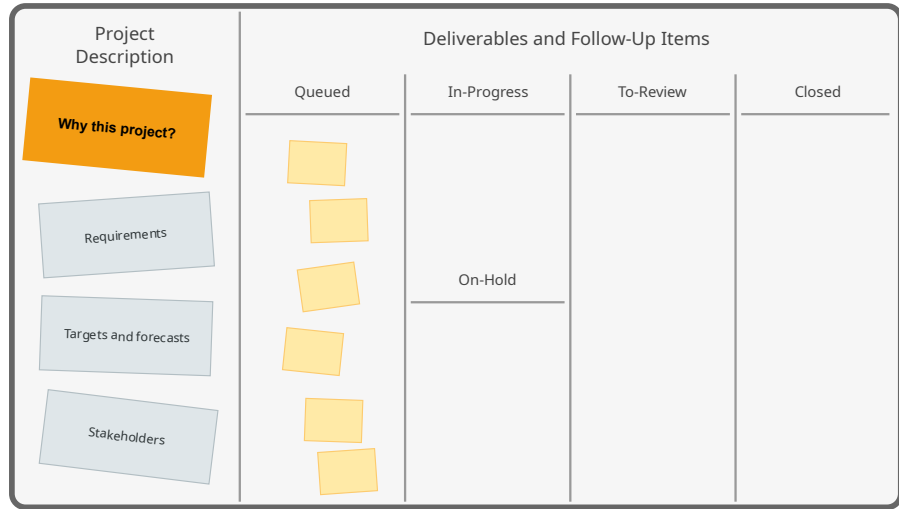 Project
Description
Why this project?
Requirements
Targets and forecasts
Stakeholders
Deliverables and Follow-Up Items
Queued
In-Progress
On-Hold
To-Review
Closed